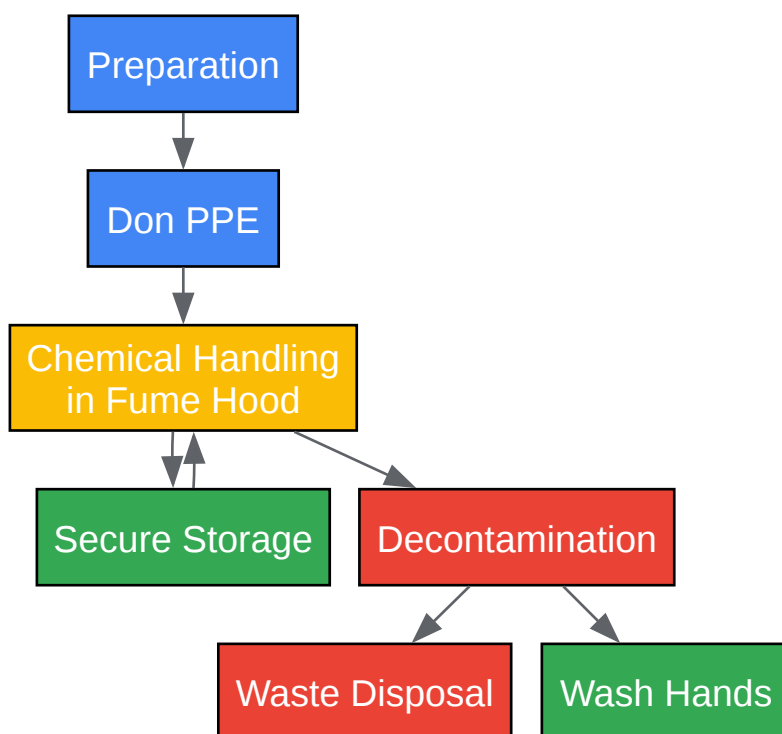 Preparation
Don PPE
Chemical Handling
in Fume Hood
Secure Storage
Decontamination
Waste Disposal
Wash Hands